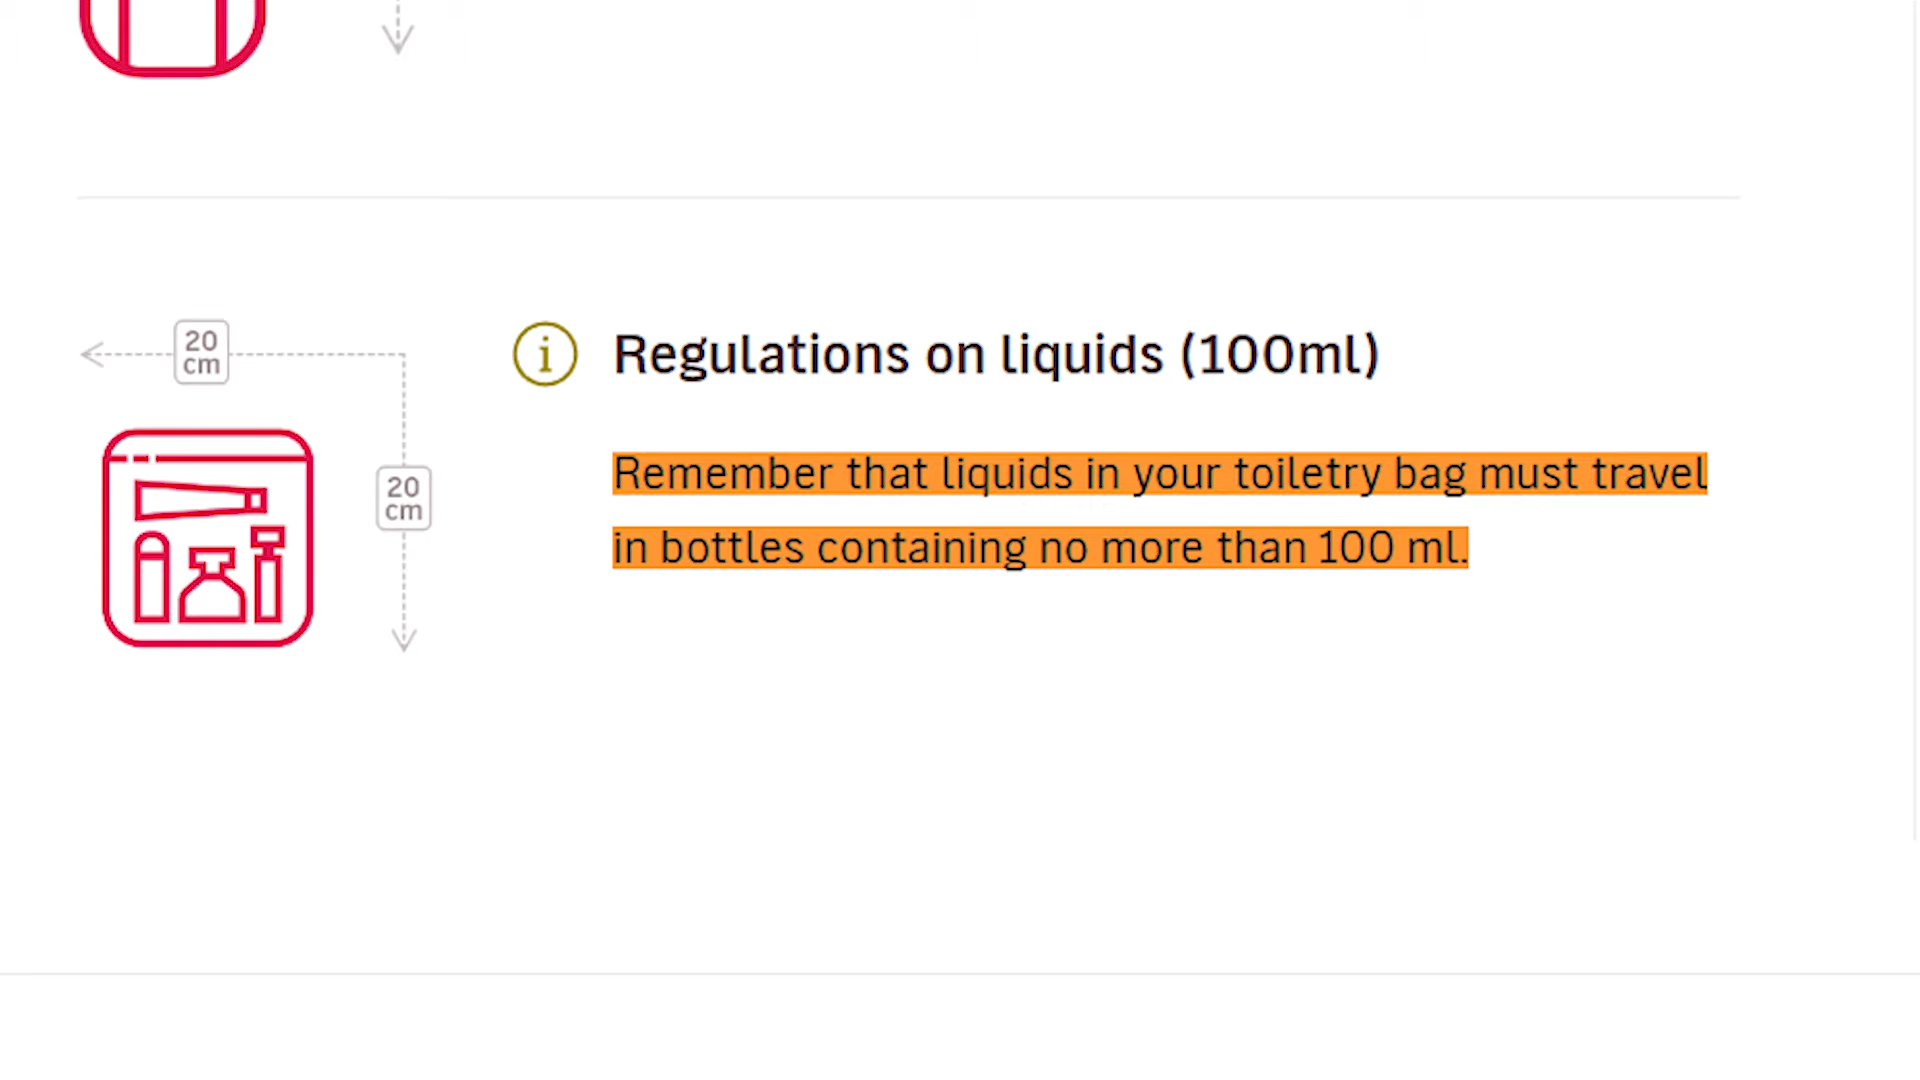 20
cm
Regulations on liquids (100ml)
20
cm
Remember that liquids in your toiletry bag must travel
in bottles containing no more than 100 ml.